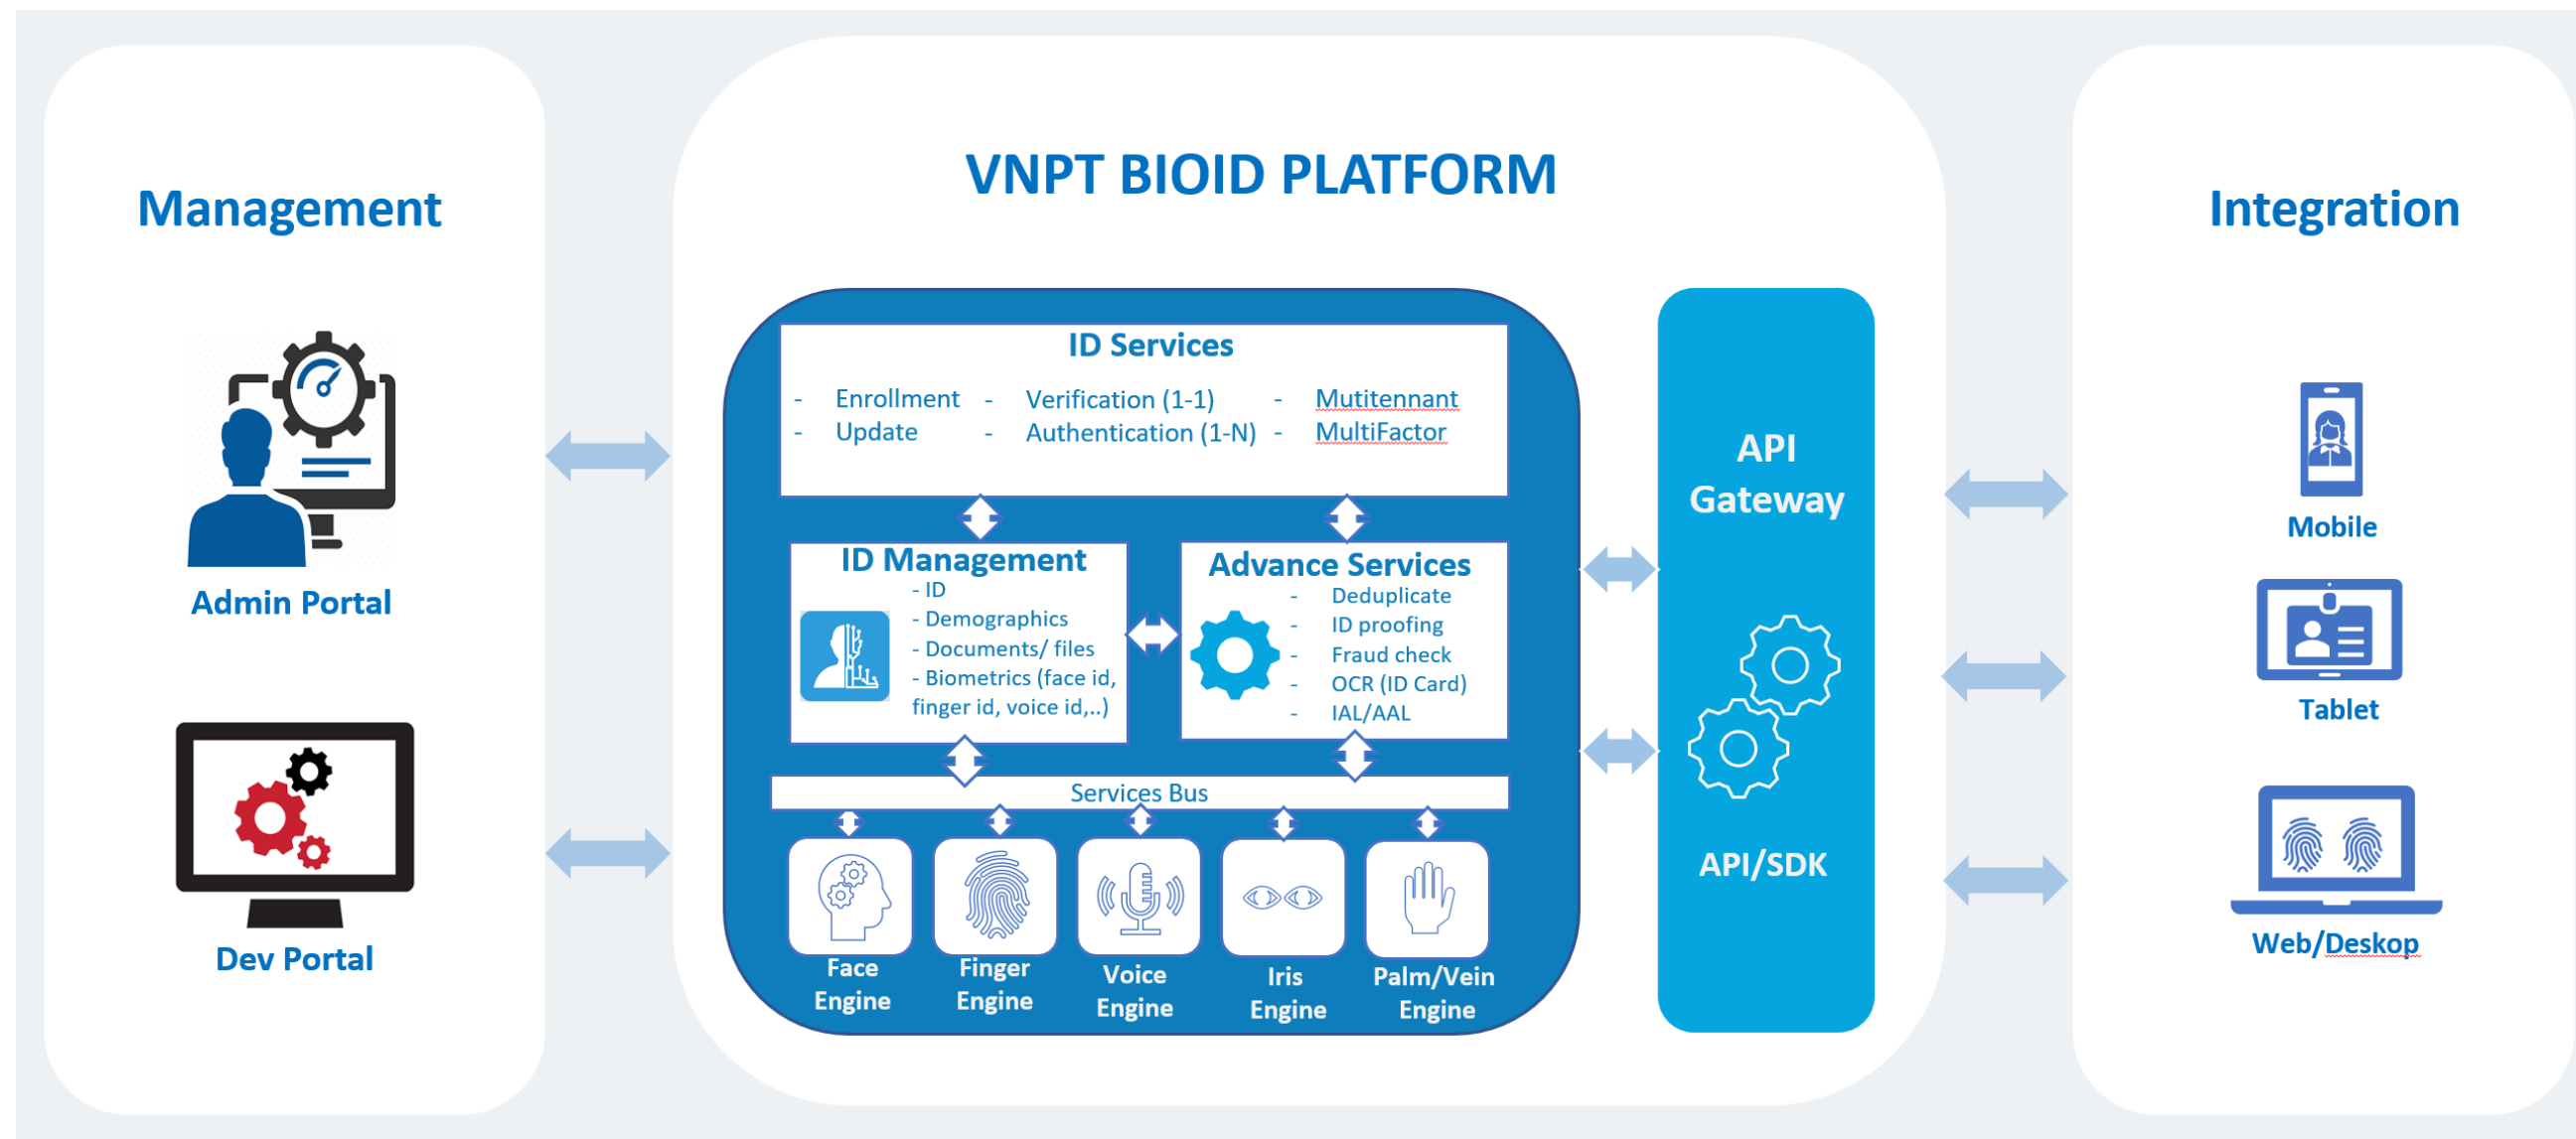 Management
Admin Portal
Dev Portal
VNPT BIOID PLATFORM
ID Services
- Enrollment - Verification (1-1) - Mutitennant
- Update - Authentication (1-N) - MultiFactor
ID Management
- ID
- Demographics
- Documents/ files
- Biometrics (face id,
finger id, voice id,..)
Advance Services
- Deduplicate
- ID proofing
- Fraud check
- OCR (ID Card)
- IAL/AAL
Services Bus
Face
Engine
Finger
Engine
Voice
Engine
Iris
Engine
Palm/Vein
Engine
API
Gateway
API/SDK
Integration
Mobile
Tablet
Web/Deskop